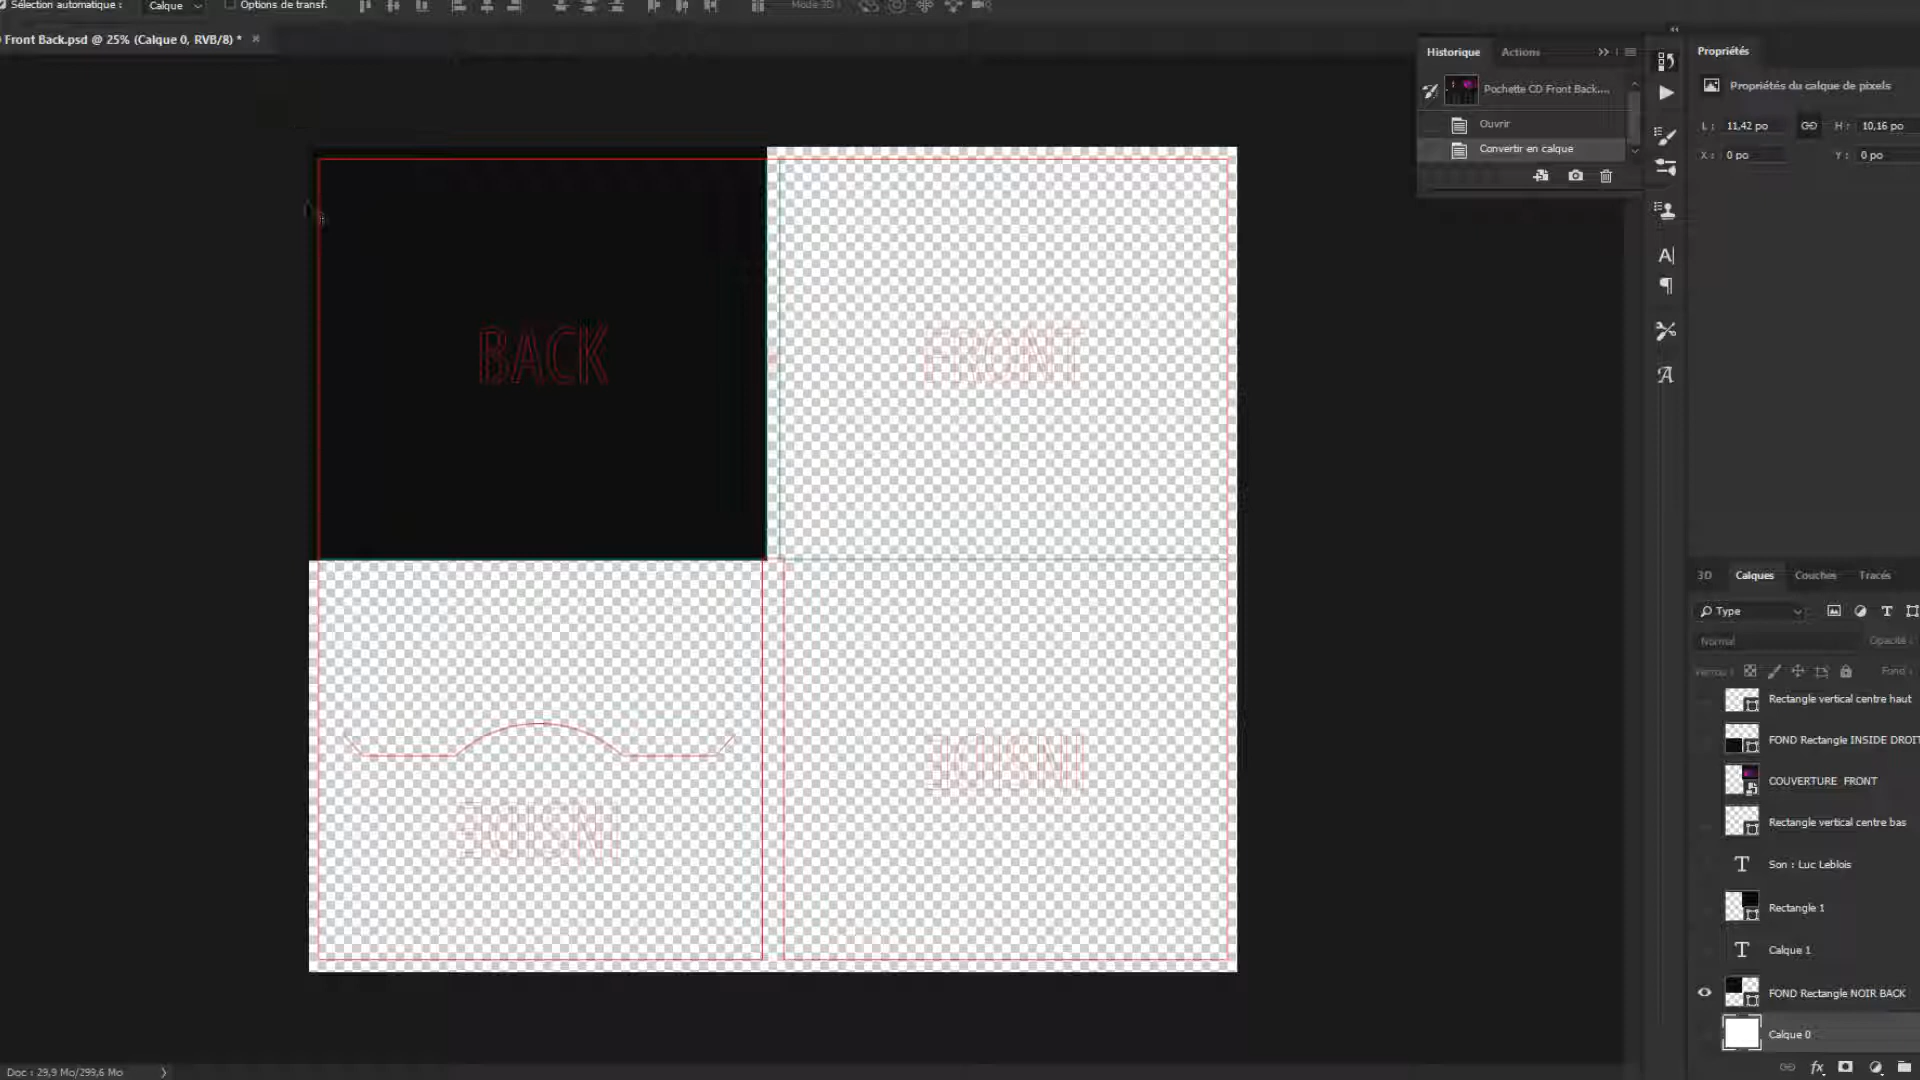 Sélection automatique :
Calque
Options de transf.
Mode 3D :
Front Back.psd @ 25% (Calque 0, RVB/8) *
Historique
Actions
Pochette CD Front Back....
Ouvrir
Convertir en calque
Propriétés
Propriétés du calque de pixels
L : 11,42 po
H : 10,16 po
X : 0 po
Y : 0 po
BACK
FRONT
INSIDE
INSIDE
3D
Calques
Couches
Tracés
Type
Normal
Opacité :
Verrou :
Fond :
Rectangle vertical centre haut
FOND Rectangle INSIDE DROIT
COUVERTURE FRONT
Rectangle vertical centre bas
Son : Luc Leblois
Rectangle 1
Calque 1
FOND Rectangle NOIR BACK
Calque 0
Doc : 29,9 Mo/299,6 Mo